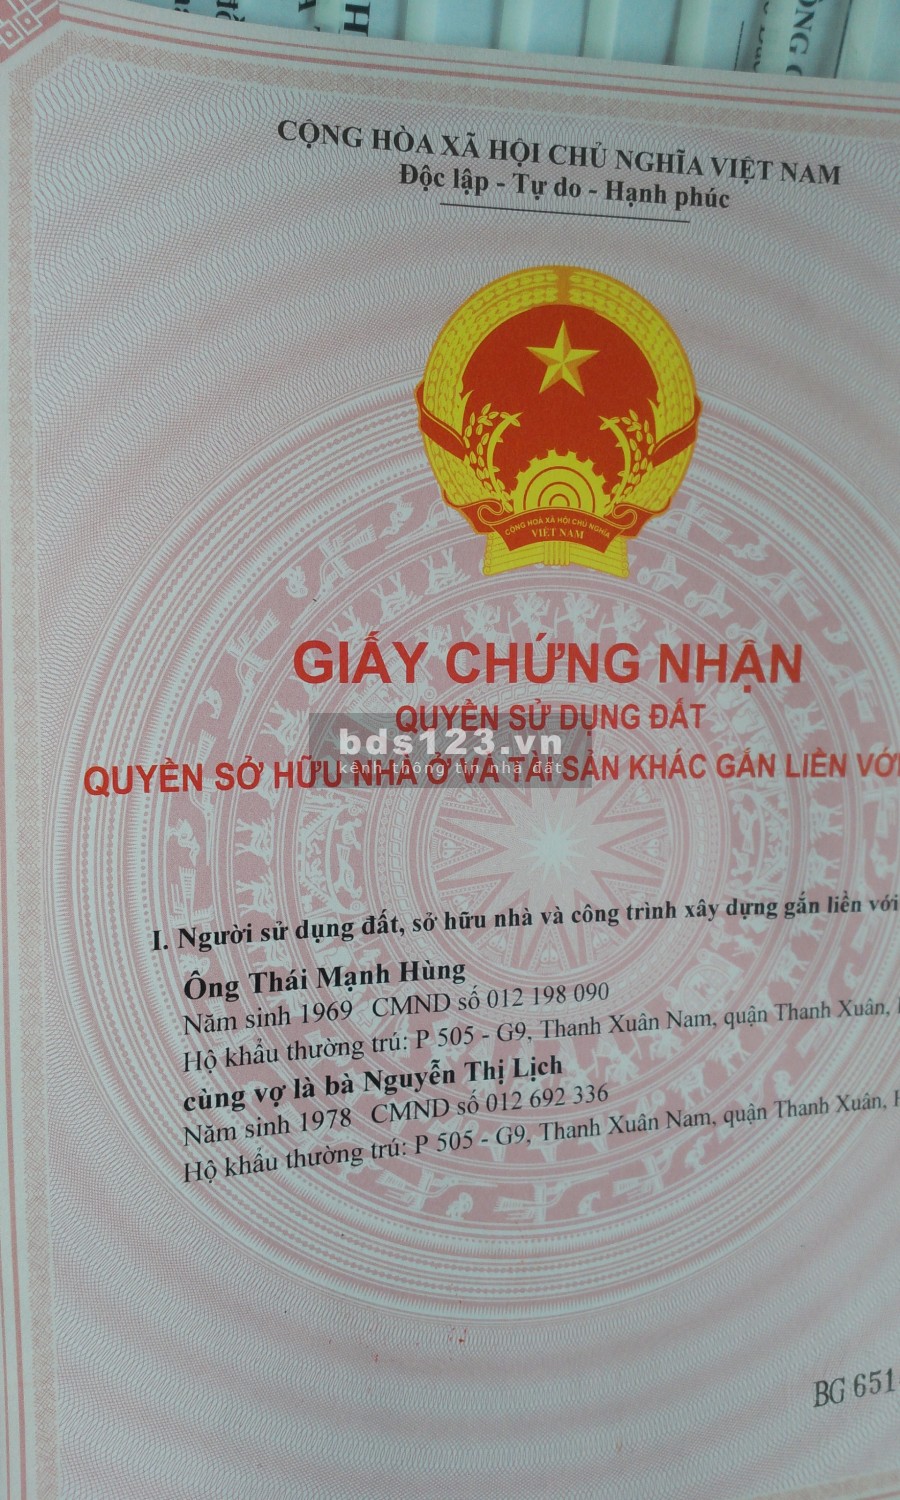 CỘNG HÒA XÃ HỘI CHỦ NGHĨA VIỆT NAM
Độc lập - Tự do - Hạnh phúc
CỘNG HÒA XÃ HỘI CHỦ NGHĨA
VIỆT NAM
GIẤY CHỨNG NHẬN
QUYỀN SỬ DỤNG ĐẤT
bds123.vn
kênh thông tin nhà đất
QUYỀN SỞ HỮU NHÀ Ở VÀ TÀI SẢN KHÁC GẮN LIỀN VỚI
I. Người sử dụng đất, sở hữu nhà và công trình xây dựng gắn liền với
Ông Thái Mạnh Hùng
Năm sinh 1969 CMND số 012 198 090
Hộ khẩu thường trú: P 505 - G9, Thanh Xuân Nam, quận Thanh Xuân,
cùng vợ là bà Nguyễn Thị Lịch
Năm sinh 1978 CMND số 012 692 336
Hộ khẩu thường trú: P 505 - G9, Thanh Xuân Nam, quận Thanh Xuân,
BG 651